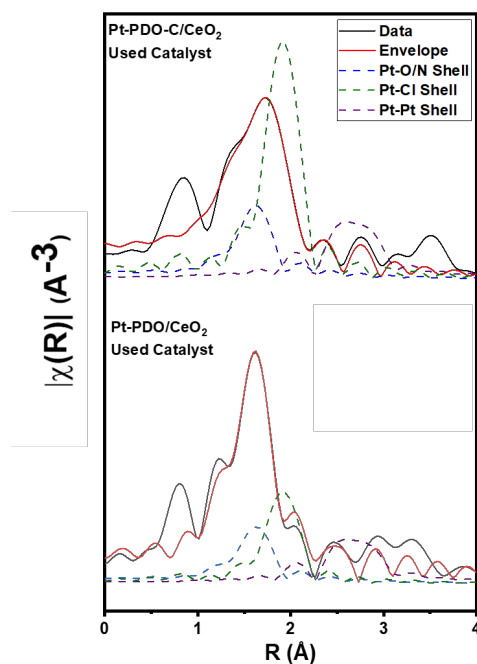 Pt-PDO-C/CeO2
Used Catalyst
Data
Envelope
Pt-O/N Shell
Pt-Cl Shell
Pt-Pt Shell
|χ(R)| (A-3)
Pt-PDO/CeO2
Used Catalyst
0 1 2 3 4
R (Å)